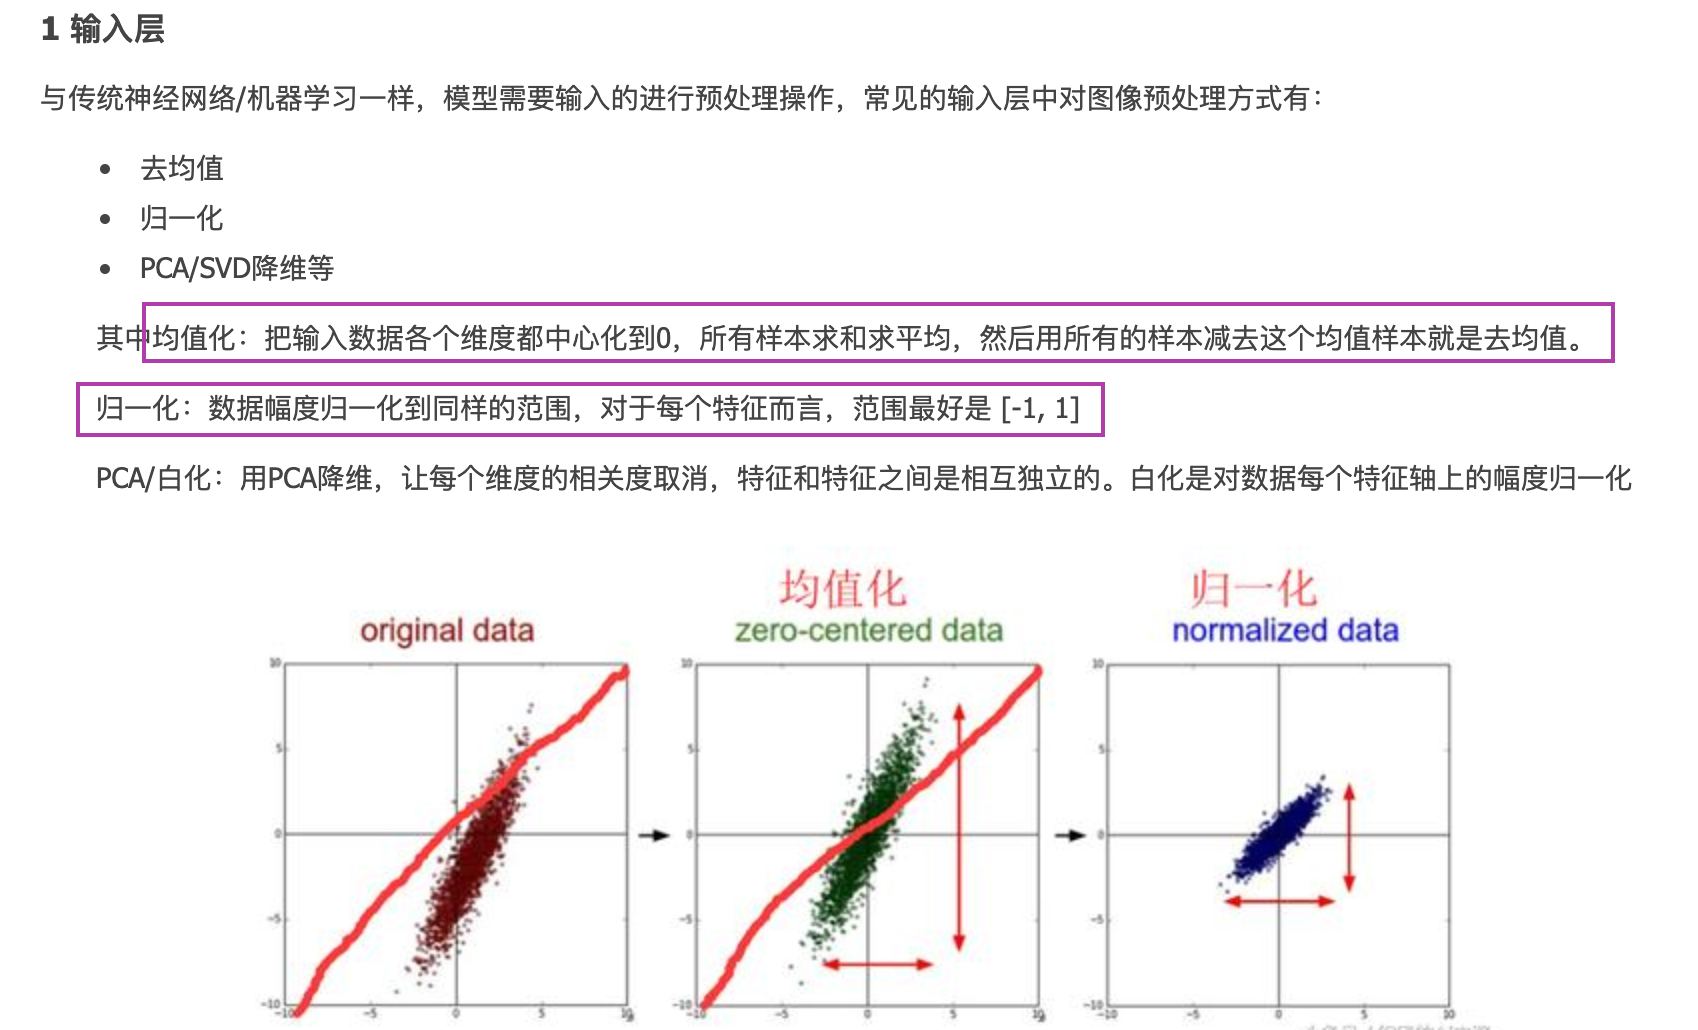 1 输入层
与传统神经网络/机器学习一样，模型需要输入的进行预处理操作，常见的输入层中对图像预处理方式有：
• 去均值
• 归一化
• PCA/SVD降维等
其中均值化：把输入数据各个维度都中心化到0，所有样本求和求平均，然后用所有的样本减去这个均值样本就是去均值。
归一化：数据幅度归一化到同样的范围，对于每个特征而言，范围最好是 [-1, 1]
PCA/白化：用PCA降维，让每个维度的相关度取消，特征和特征之间是相互独立的。白化是对数据每个特征轴上的幅度归一化
均值化
归一化
original data
zero-centered data
normalized data
10
5
0
-5
-10
-10 -5 0 5 10
10
5
0
-5
-10
-10 -5 0 5 10
10
5
0
-5
-10
-10 -5 0 5 10